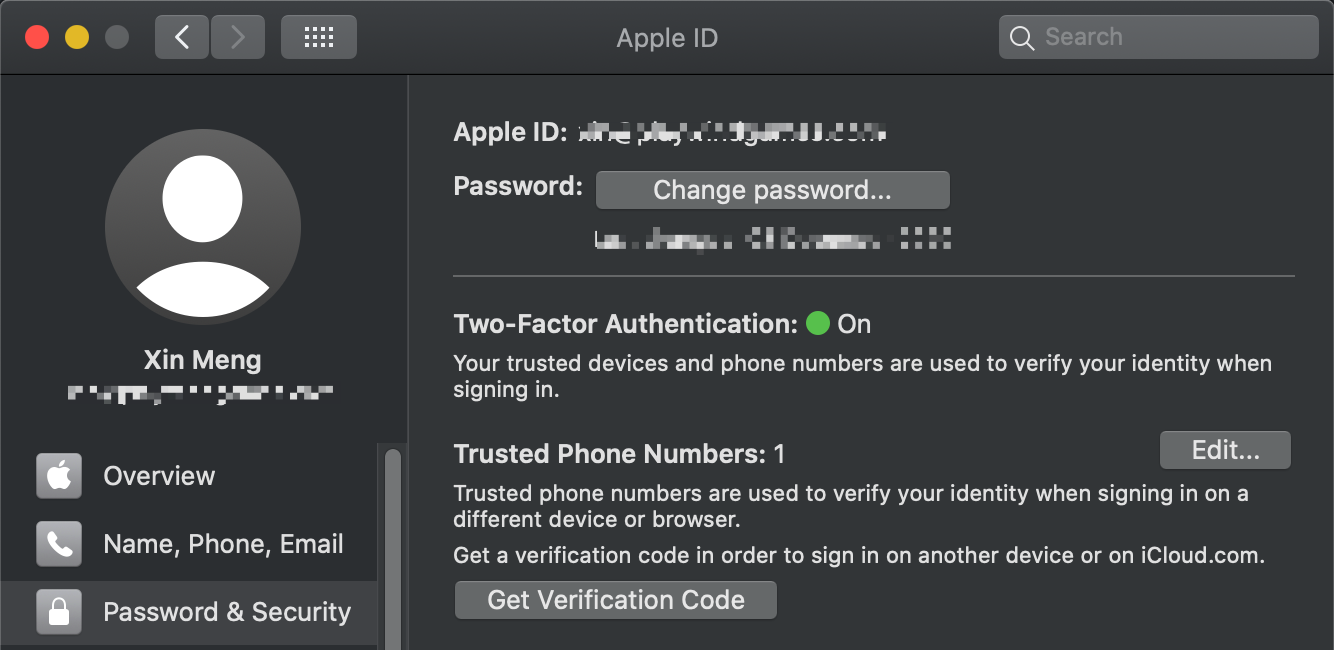 Apple ID
Search
Xin Meng
Overview
Name, Phone, Email
Password & Security
Apple ID:
Password:
Change password...
Two-Factor Authentication: On
Your trusted devices and phone numbers are used to verify your identity when
signing in.
Trusted Phone Numbers: 1
Edit...
Trusted phone numbers are used to verify your identity when signing in on a
different device or browser.
Get a verification code in order to sign in on another device or on iCloud.com.
Get Verification Code